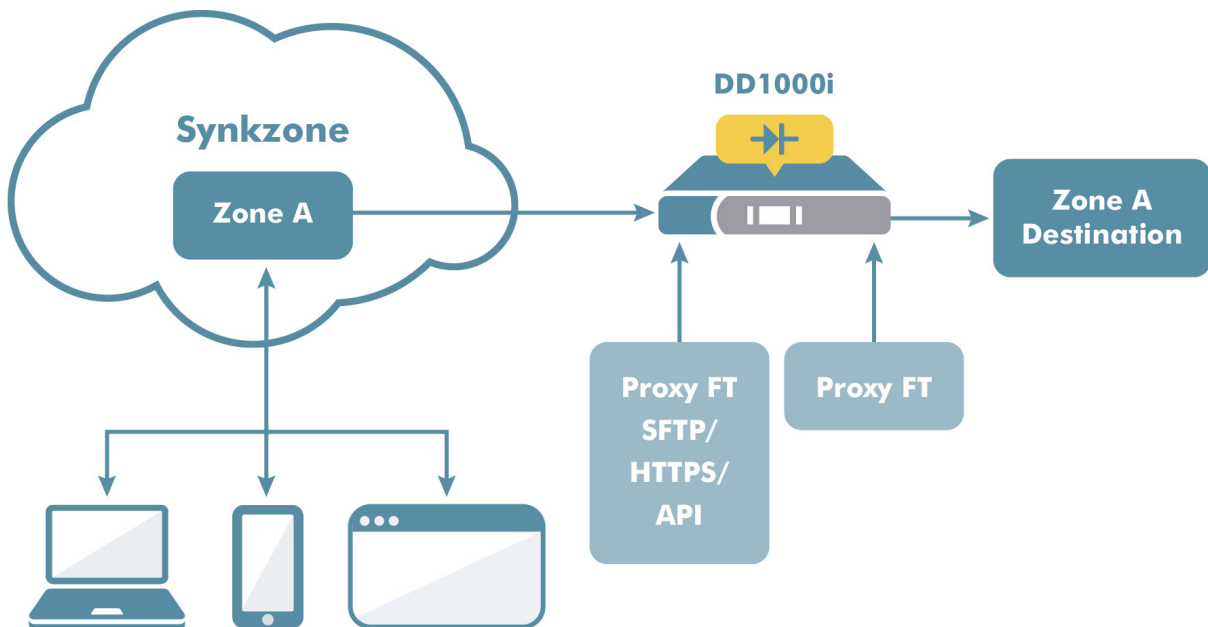 DD1000i
Synkzone
Zone A
Zone A
Destination
Proxy FT
SFTP/
HTTPS/
API
Proxy FT